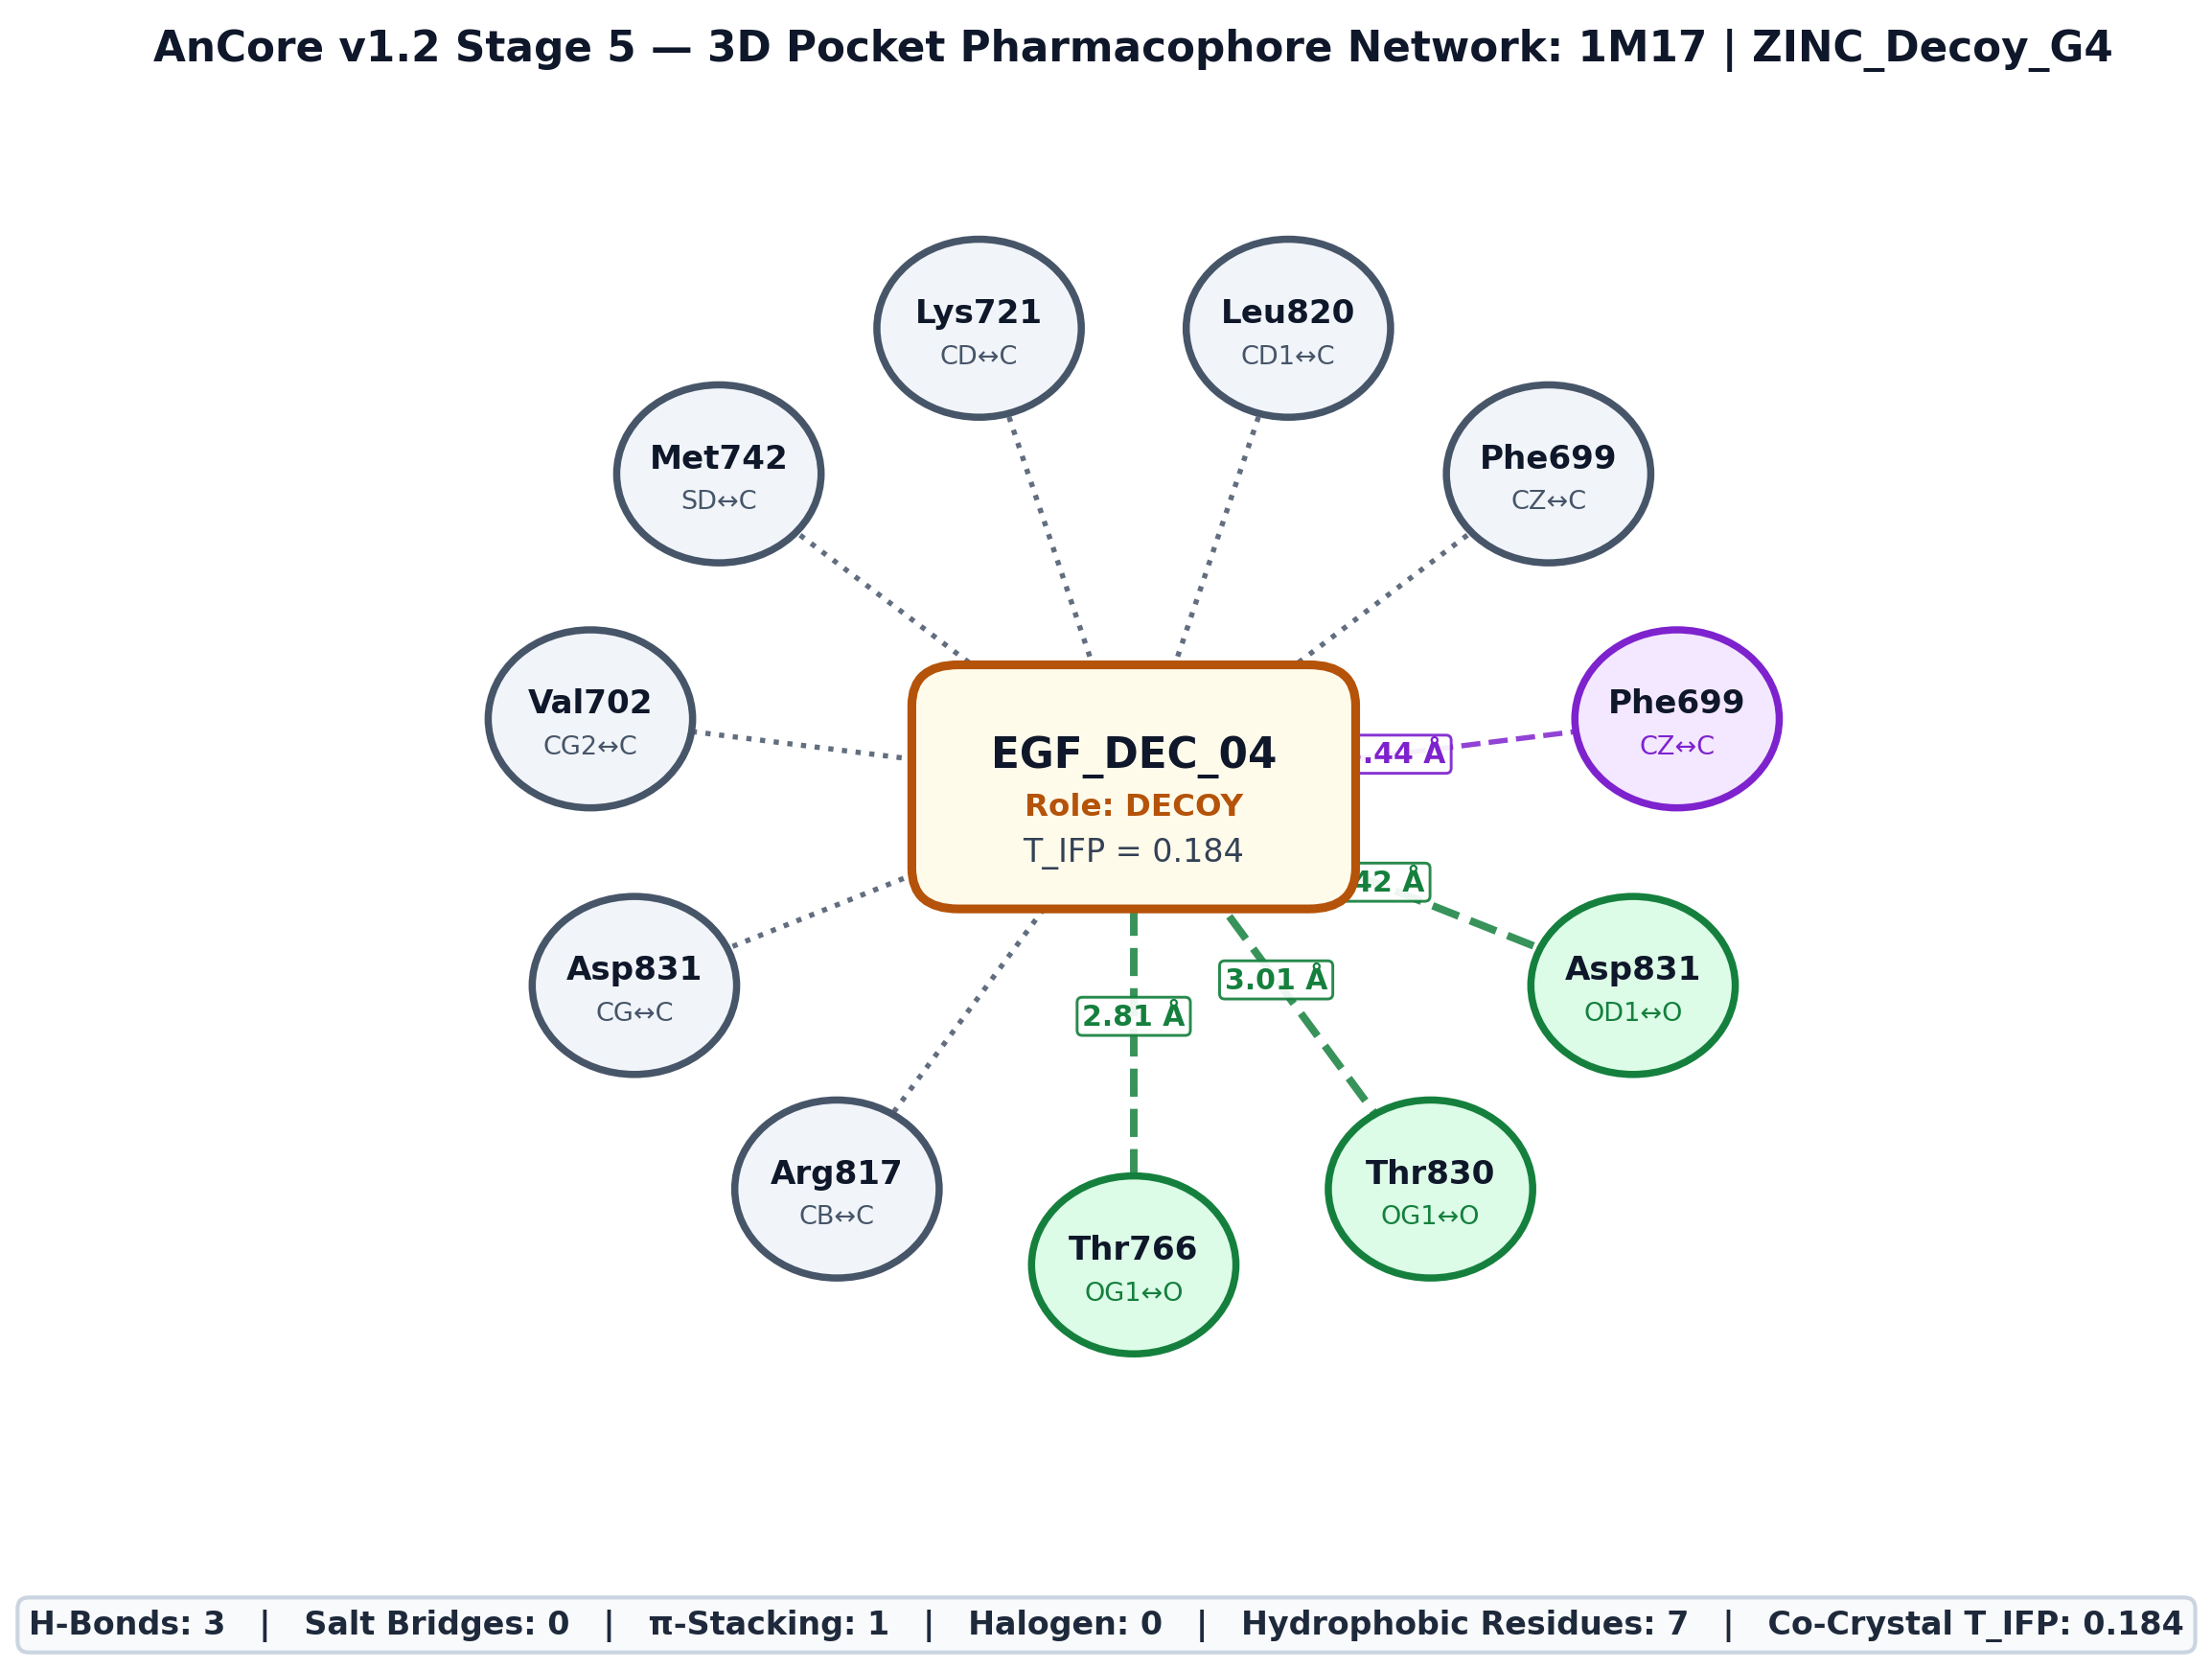 AnCore v1.2 Stage 5 — 3D Pocket Pharmacophore Network: 1M17 | ZINC_Decoy_G4
Lys721
CD↔C
Leu820
CD1↔C
Met742
SD↔C
Phe699
CZ↔C
Val702
CG2↔C
Phe699
CZ↔C
.44 Å
EGF_DEC_04
Role: DECOY
T_IFP = 0.184
42 Å
Asp831
CG↔C
Asp831
OD1↔O
3.01 Å
2.81 Å
Arg817
CB↔C
Thr830
OG1↔O
Thr766
OG1↔O
H-Bonds: 3 | Salt Bridges: 0 | π-Stacking: 1 | Halogen: 0 | Hydrophobic Residues: 7 | Co-Crystal T_IFP: 0.184